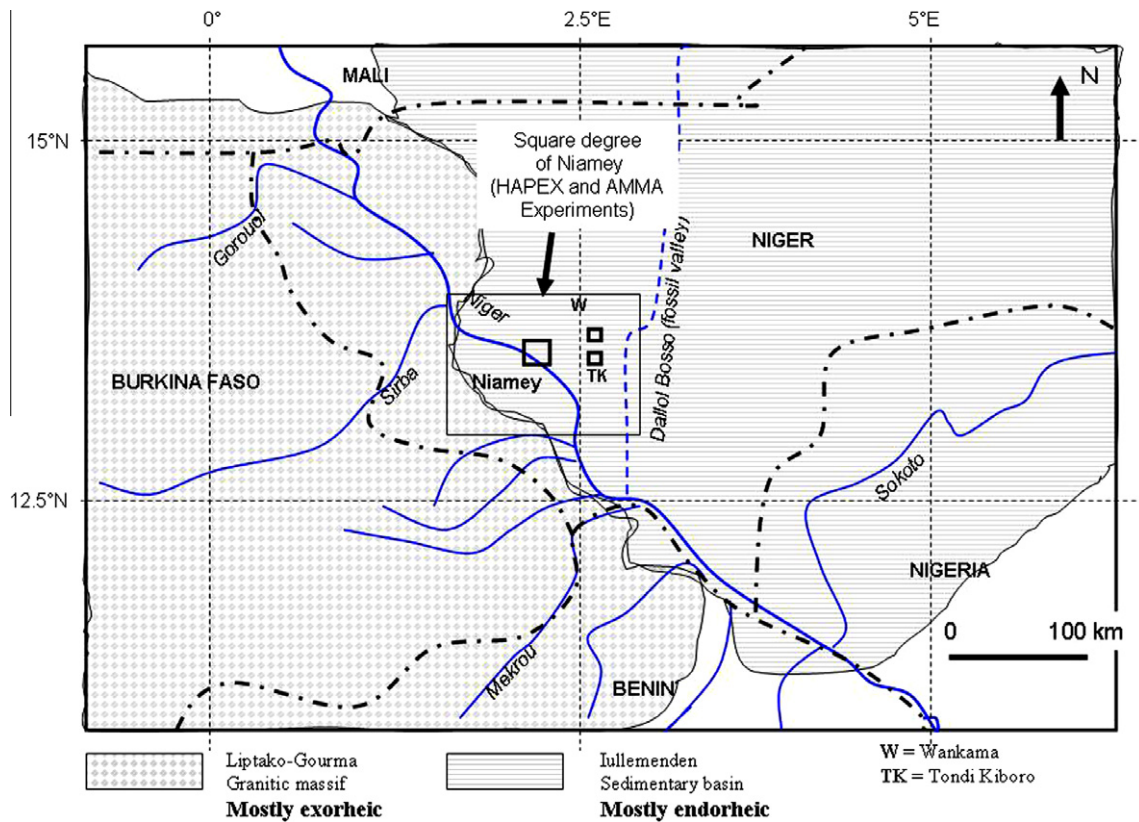 0°
2.5°E
5°E
MALI
N
15°N
Square degree
of Niamey
(HAPEX and AMMA
Experiments)
NIGER
Gorouol
Dallol Bosso (fossil valley)
Niger
W
BURKINA FASO
Sirba
Niamey
TK
Sokoto
12.5°N
NIGERIA
0
100 km
Mekrou
BENIN
Liptako-Gourma
Granitic massif
Mostly exorheic
Iullemenden
Sedimentary basin
Mostly endorheic
W = Wankama
TK = Tondi Kiboro